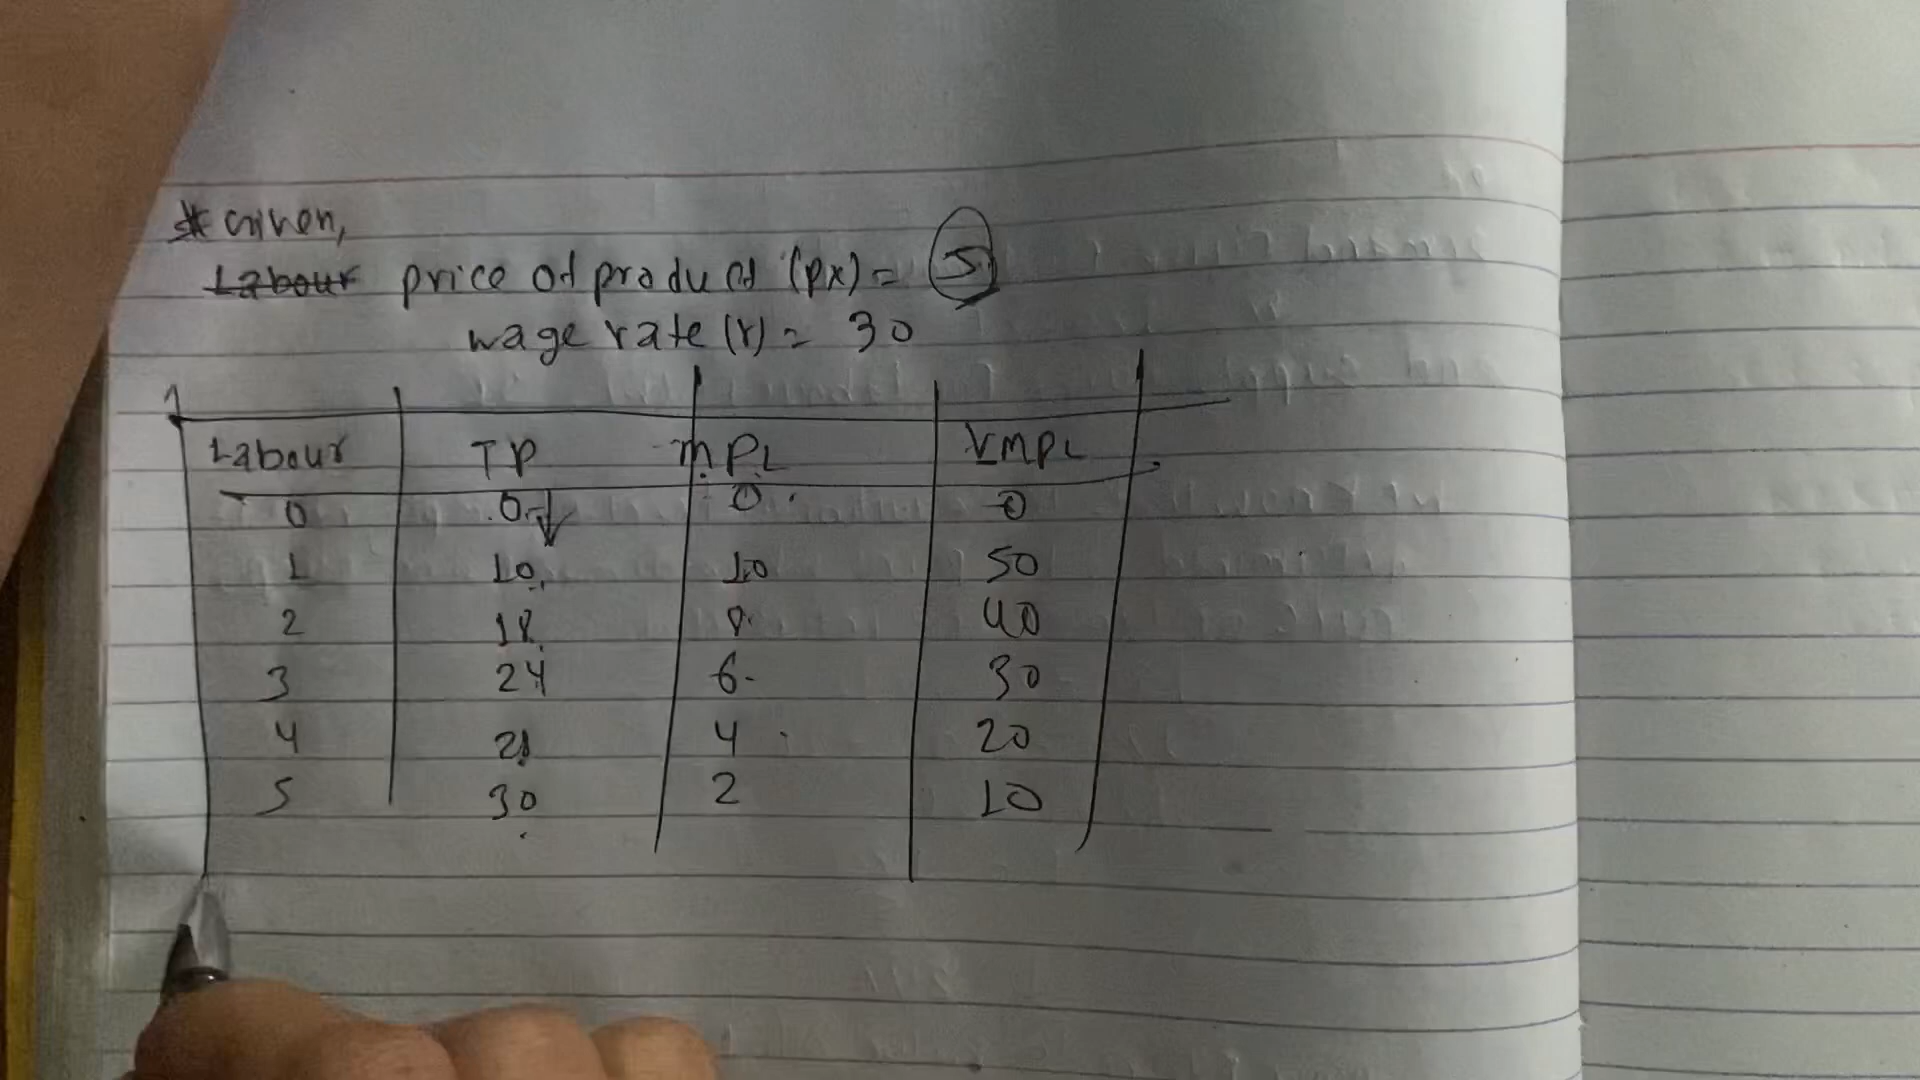 * Given,
Labour price of product (px) = 5
wage rate (r) = 30
Labour TP MPL VMPL
0 0 0 0
1 10 10 50
2 18 8 40
3 24 6 30
4 28 4 20
5 30 2 10